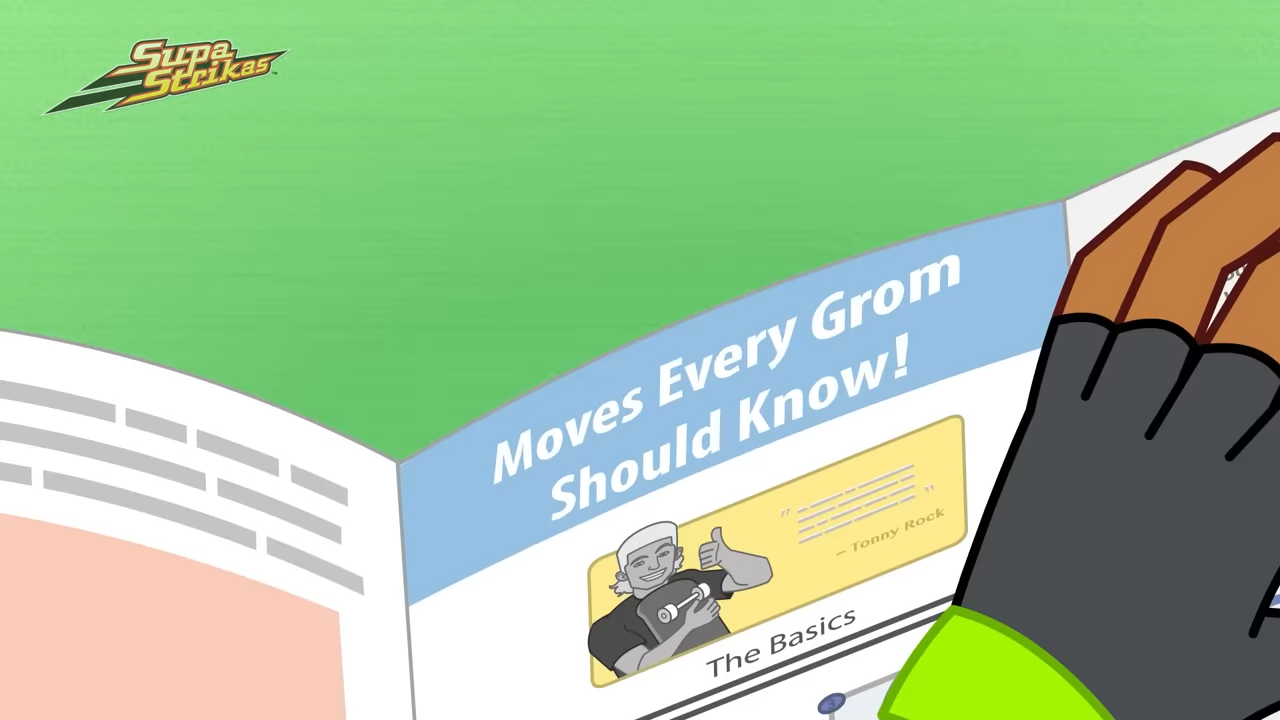 Supa
Strikas
Moves Every Grom
Should Know!
– Tonny Rock
The Basics